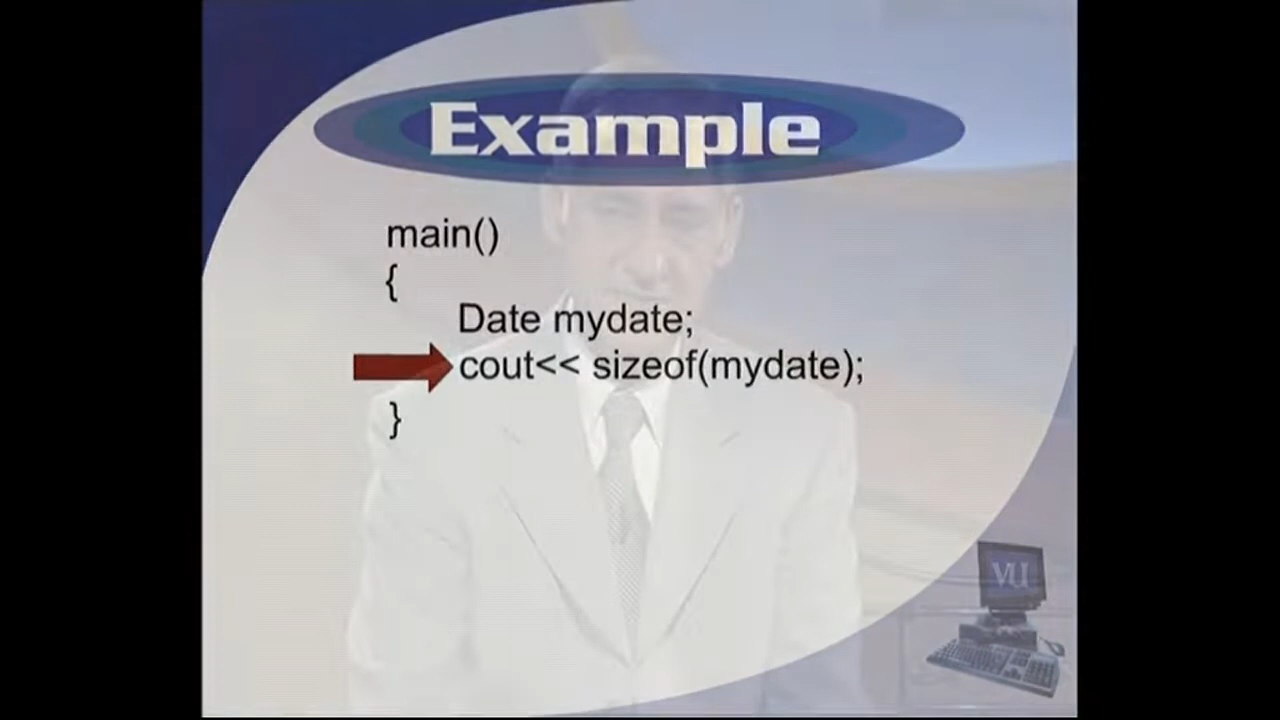 Example
main()
{
Date mydate;
cout<< sizeof(mydate);
}
VU